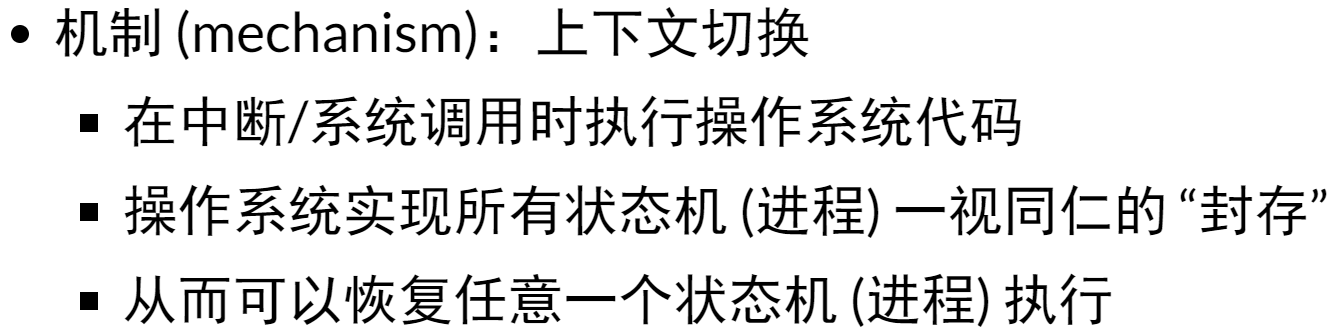 • 机制 (mechanism)：上下文切换
▪ 在中断/系统调用时执行操作系统代码
▪ 操作系统实现所有状态机 (进程) 一视同仁的 “封存”
▪ 从而可以恢复任意一个状态机 (进程) 执行